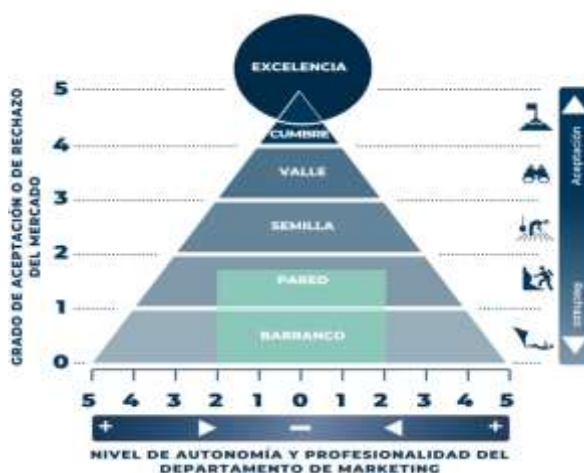 EXCELENCIA
CUMBRE
VALLE
SEMILLA
PARED
BARRANCO
GRADO DE ACEPTACIÓN O DE RECHAZO
DEL MERCADO
5
4
3
2
1
0
Aceptación
Rechazo
5 4 3 2 1 0 1 2 3 4 5
+ − +
NIVEL DE AUTONOMÍA Y PROFESIONALIDAD DEL
DEPARTAMENTO DE MARKETING